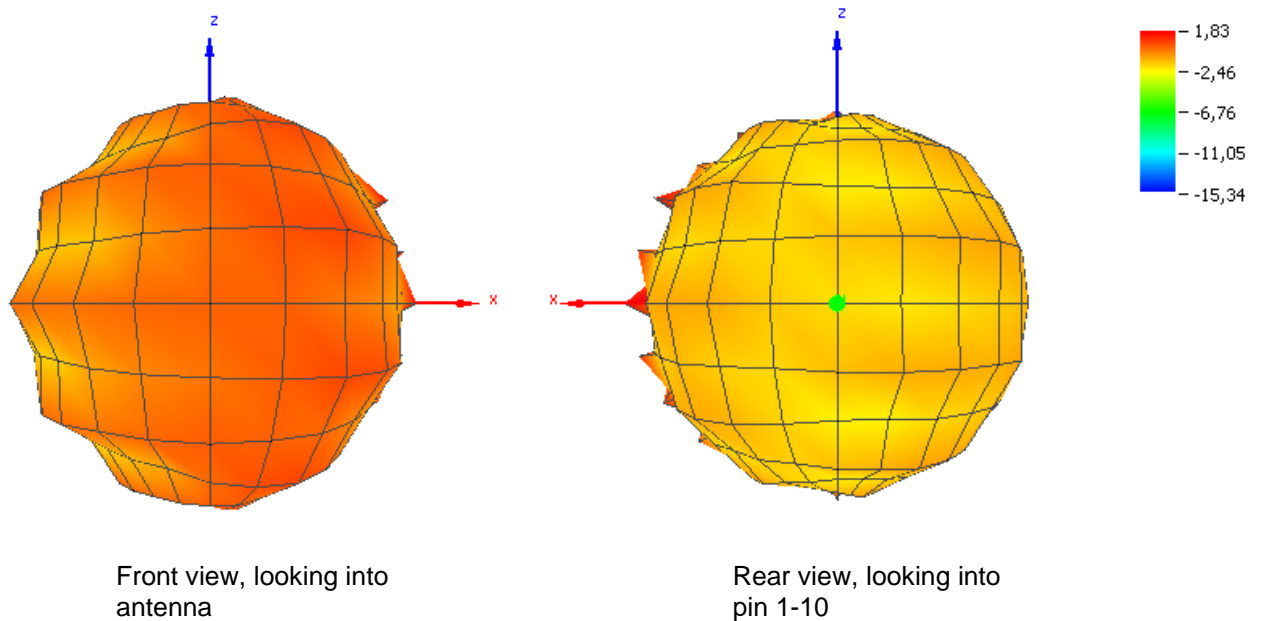 z
z
1,83
-2,46
-6,76
-11,05
-15,34
x
x
Front view, looking into
antenna
Rear view, looking into
pin 1-10